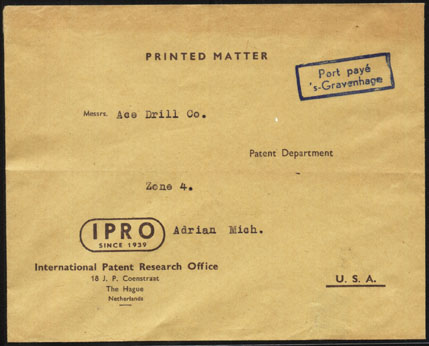 PRINTED MATTER
Port payé
's-Gravenhage
Messrs. Ace Drill Co.
Patent Department
Zone 4.
IPRO
SINCE 1939
Adrian Mich.
International Patent Research Office
18 J. P. Coenstraat
The Hague
Netherlands
U. S. A.